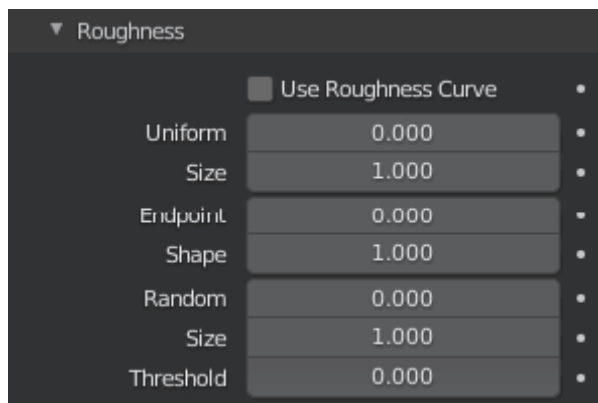 Roughness
Use Roughness Curve
Uniform 0.000
Size 1.000
Endpoint 0.000
Shape 1.000
Random 0.000
Size 1.000
Threshold 0.000